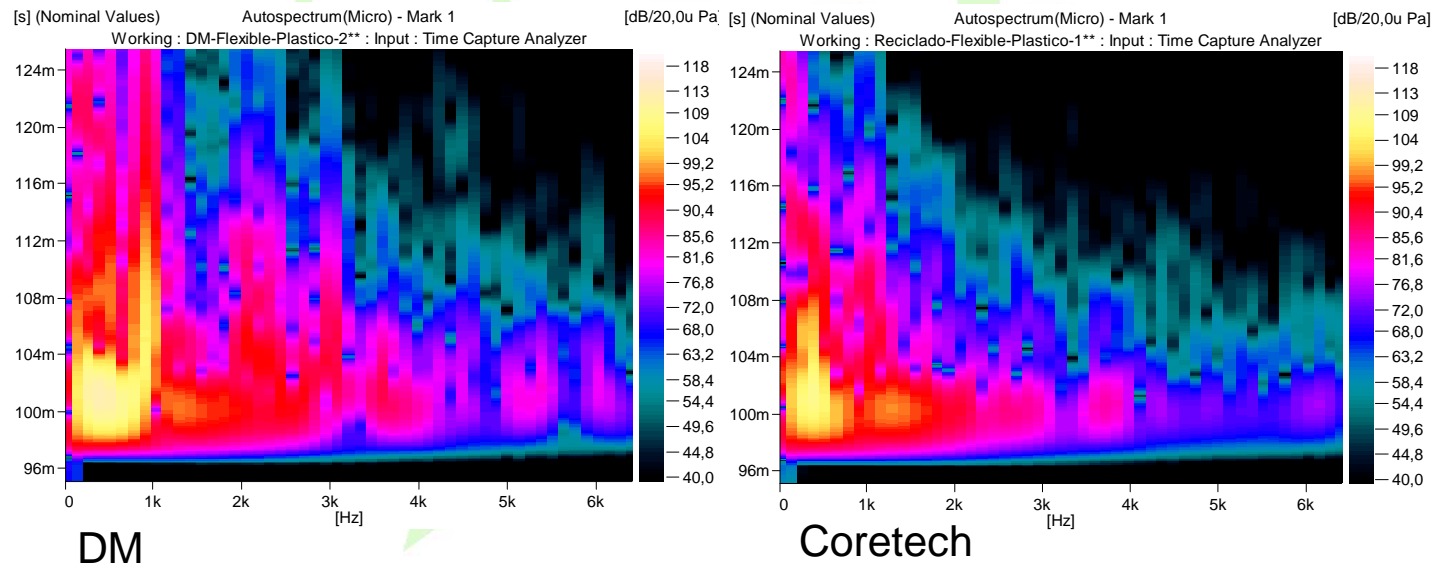 [s] (Nominal Values) Autospectrum(Micro) - Mark 1 [dB/20,0u Pa]
Working : DM-Flexible-Plastico-2** : Input : Time Capture Analyzer
124m
120m
116m
112m
108m
104m
100m
96m
118
113
109
104
99,2
95,2
90,4
85,6
81,6
76,8
72,0
68,0
63,2
58,4
54,4
49,6
44,8
40,0
0 1k 2k 3k 4k 5k 6k
[Hz]
DM
[s] (Nominal Values) Autospectrum(Micro) - Mark 1 [dB/20,0u Pa]
Working : Reciclado-Flexible-Plastico-1** : Input : Time Capture Analyzer
124m
120m
116m
112m
108m
104m
100m
96m
118
113
109
104
99,2
95,2
90,4
85,6
81,6
76,8
72,0
68,0
63,2
58,4
54,4
49,6
44,8
40,0
0 1k 2k 3k 4k 5k 6k
[Hz]
Coretech